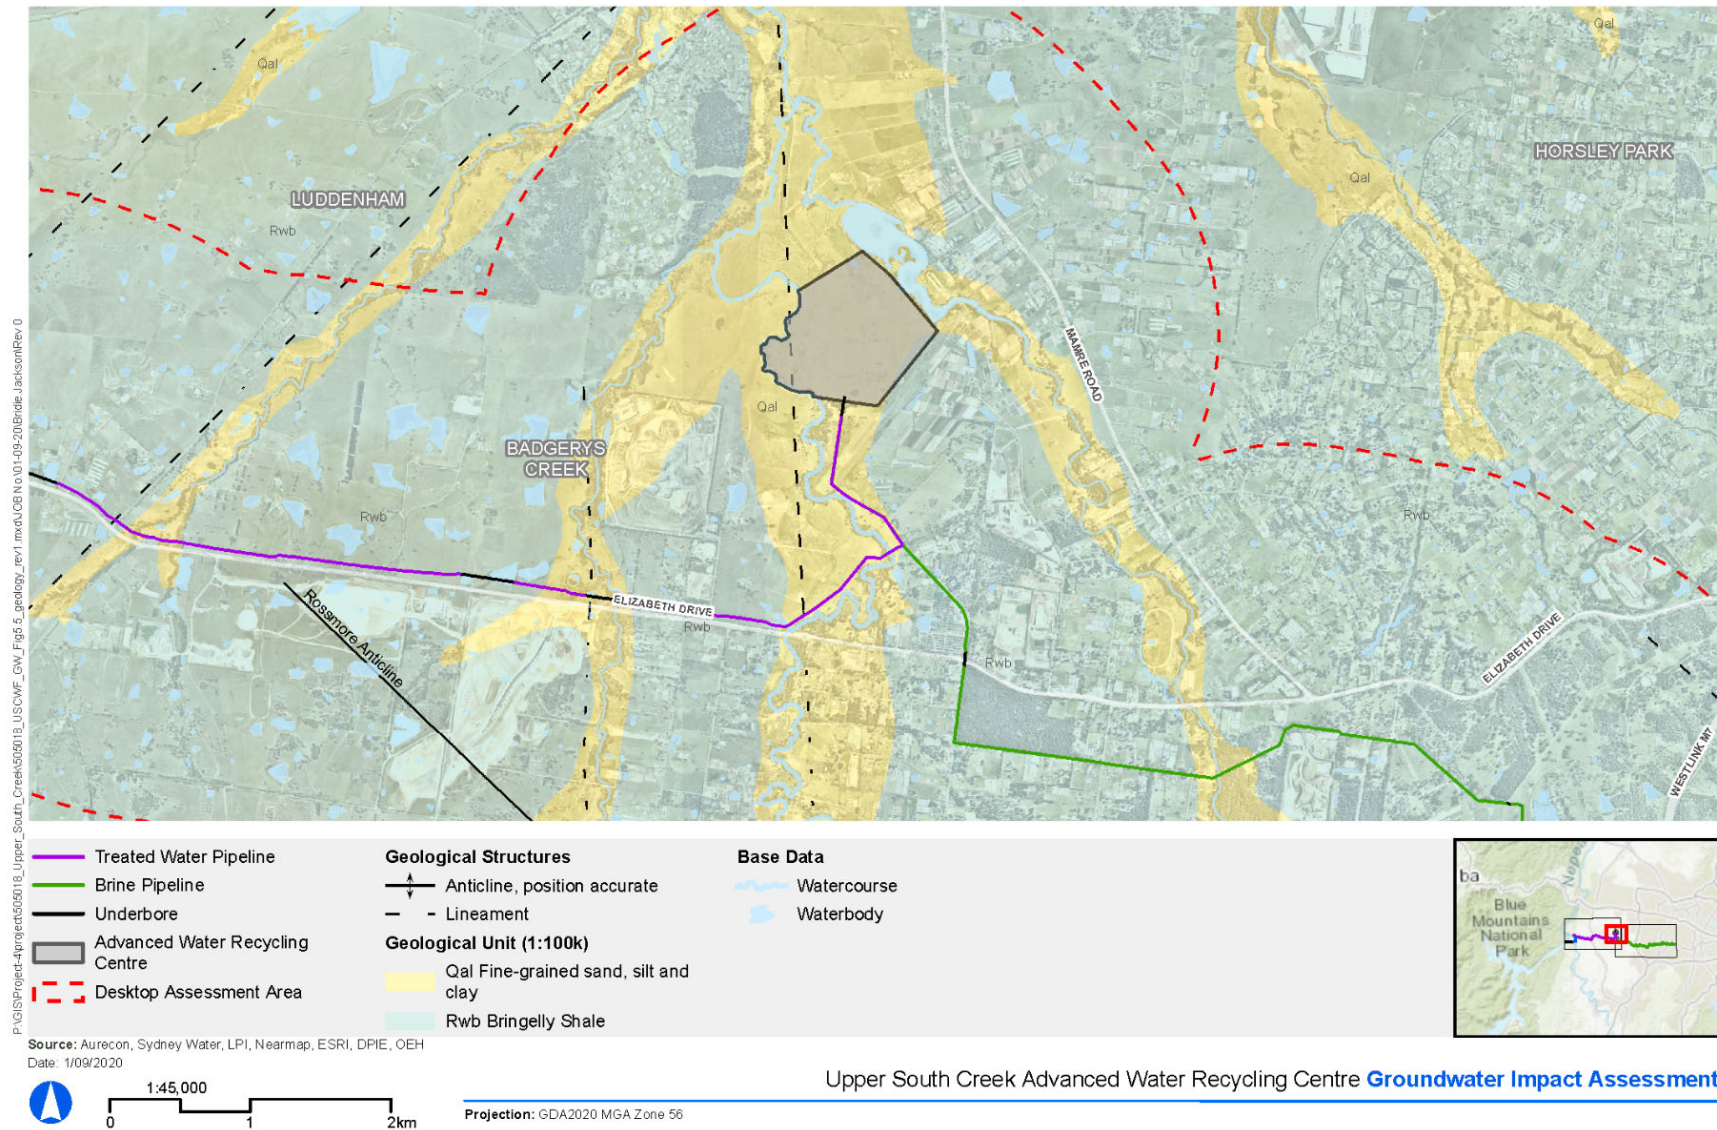 Qal
Qal
HORSLEY PARK
Qal
LUDDENHAM
Rwb
MAMRE ROAD
Qal
BADGERYS
CREEK
Rwb
Rwb
ELIZABETH DRIVE
Rwb
Rwb
ELIZABETH DRIVE
Rossmore Anticline
WESTLINK M7
Treated Water Pipeline
Brine Pipeline
Underbore
Advanced Water Recycling
Centre
Desktop Assessment Area
Geological Structures
Anticline, position accurate
Lineament
Geological Unit (1:100k)
Qal Fine-grained sand, silt and
clay
Rwb Bringelly Shale
Base Data
Watercourse
Waterbody
ba
Nepe
Blue
Mountains
National
Park
Source: Aurecon, Sydney Water, LPI, Nearmap, ESRI, DPIE, OEH
Date: 1/09/2020
1:45,000
0 1 2km
Projection: GDA2020 MGA Zone 56
Upper South Creek Advanced Water Recycling Centre Groundwater Impact Assessment